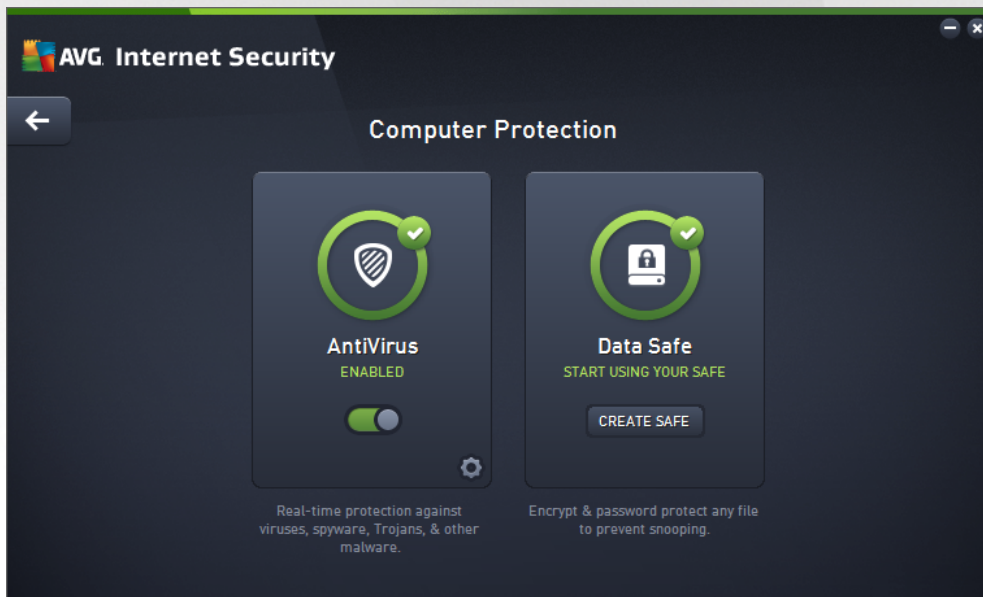 AVG. Internet Security
Computer Protection
AntiVirus
ENABLED
Real-time protection against
viruses, spyware, Trojans, & other
malware.
Data Safe
START USING YOUR SAFE
CREATE SAFE
Encrypt & password protect any file
to prevent snooping.